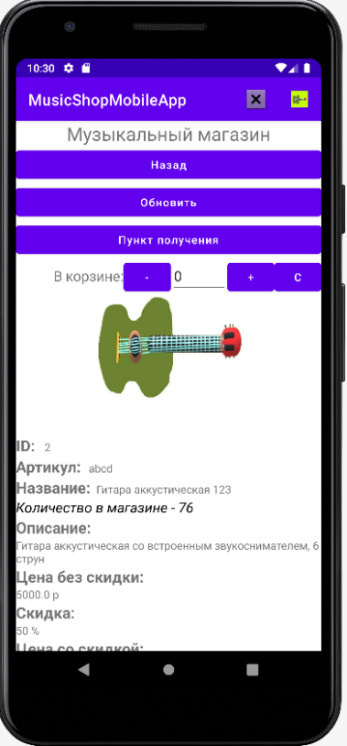 10:30
MusicShopMobileApp
Музыкальный магазин
Назад
Обновить
Пункт получения
В корзине: - 0 + С
ID: 2
Артикул: abcd
Название: Гитара аккустическая 123
Количество в магазине - 76
Описание:
Гитара аккустическая со встроенным звукоснимателем, 6
струн
Цена без скидки:
5000.0 р
Скидка:
50 %
Цена со скидкой: